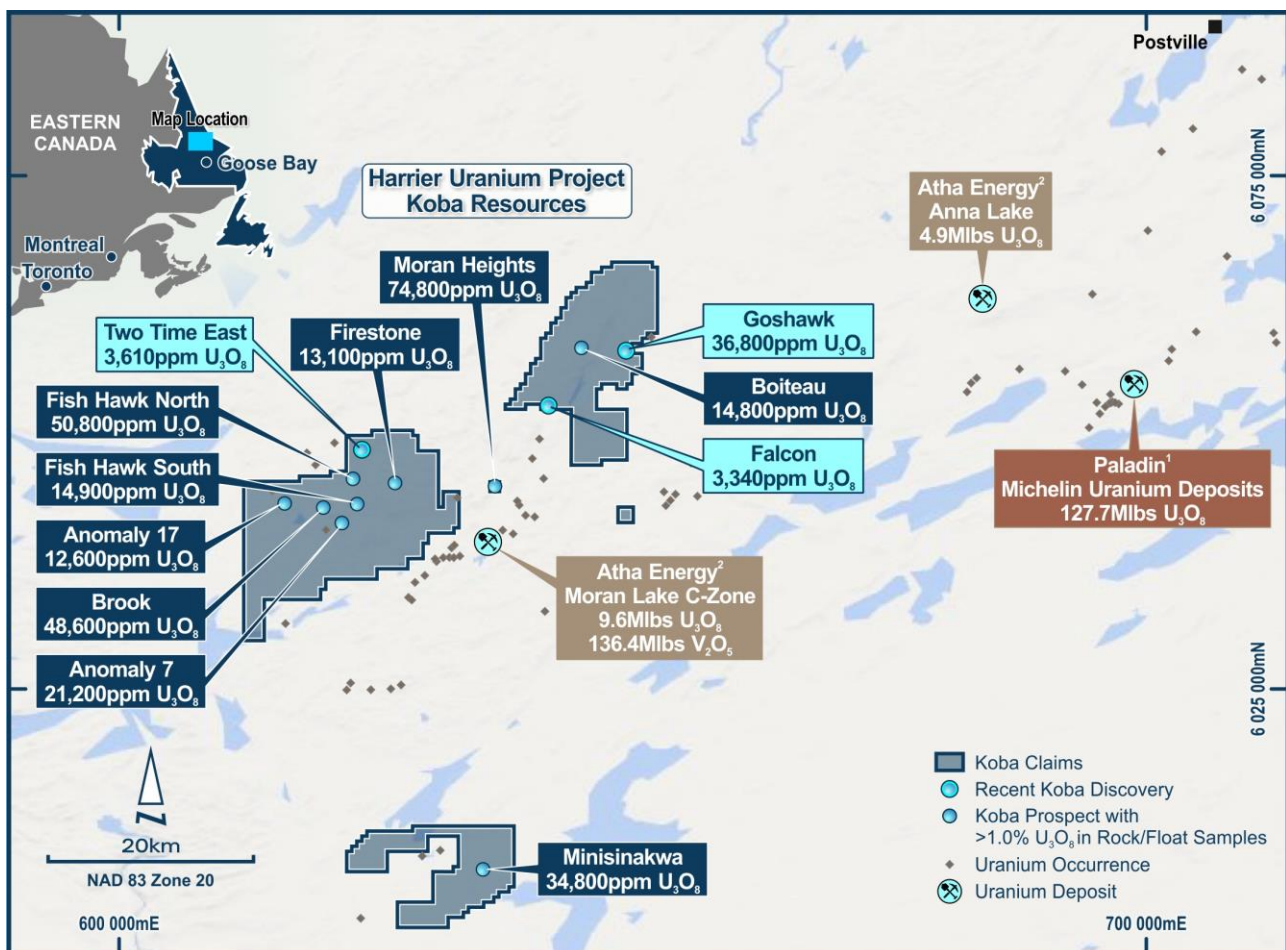 Postville
EASTERN
CANADA
Map Location
Goose Bay
Montreal
Toronto
Harrier Uranium Project
Koba Resources
6 075 000mN
Atha Energy²
Anna Lake
4.9Mlbs U₃O₈
Moran Heights
74,800ppm U₃O₈
Two Time East
3,610ppm U₃O₈
Firestone
13,100ppm U₃O₈
Goshawk
36,800ppm U₃O₈
Fish Hawk North
50,800ppm U₃O₈
Boiteau
14,800ppm U₃O₈
Fish Hawk South
14,900ppm U₃O₈
Falcon
3,340ppm U₃O₈
Paladin¹
Michelin Uranium Deposits
127.7Mlbs U₃O₈
Anomaly 17
12,600ppm U₃O₈
Atha Energy²
Moran Lake C-Zone
9.6Mlbs U₃O₈
136.4Mlbs V₂O₅
Brook
48,600ppm U₃O₈
Anomaly 7
21,200ppm U₃O₈
6 025 000mN
N
20km
NAD 83 Zone 20
Minisinakwa
34,800ppm U₃O₈
Koba Claims
Recent Koba Discovery
Koba Prospect with
>1.0% U₃O₈ in Rock/Float Samples
Uranium Occurrence
Uranium Deposit
600 000mE
700 000mE